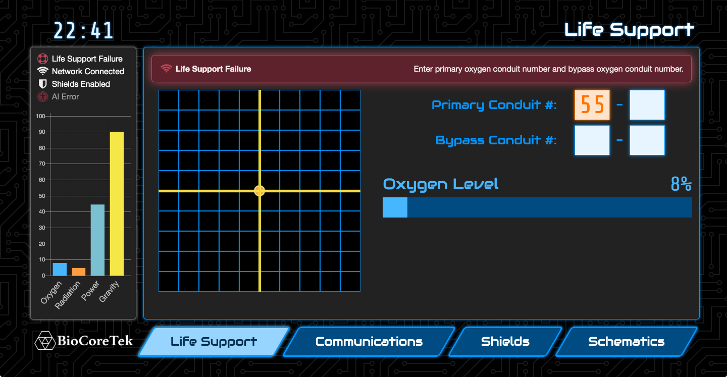 22:41
Life Support
Life Support Failure
Network Connected
Shields Enabled
AI Error
100
90
80
70
60
50
40
30
20
10
0
Oxygen
Radiation
Power
Gravity
Life Support Failure
Enter primary oxygen conduit number and bypass oxygen conduit number.
Primary Conduit #: 55 -
Bypass Conduit #: -
Oxygen Level 8%
BioCoreTek
Life Support
Communications
Shields
Schematics